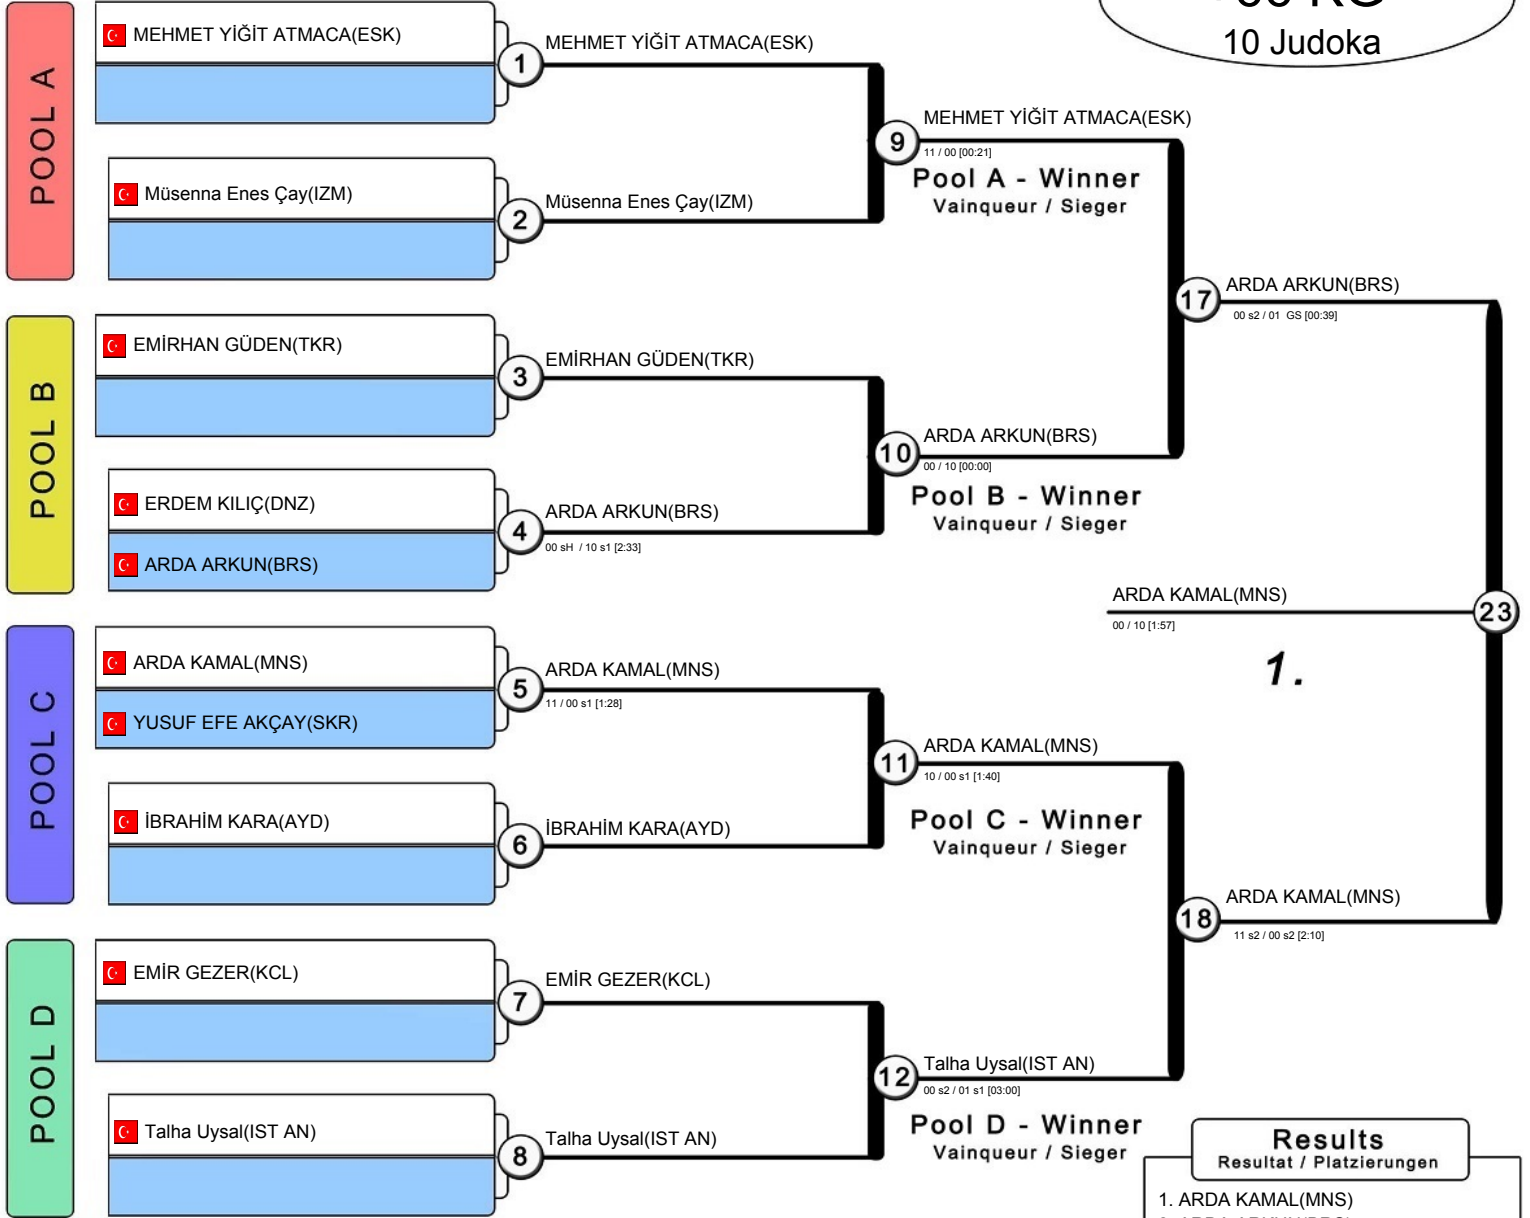 10 Judoka
POOL A
MEHMET YİĞİT ATMACA(ESK)
1
MEHMET YİĞİT ATMACA(ESK)
Müsenna Enes Çay(IZM)
2
Müsenna Enes Çay(IZM)
9
MEHMET YİĞİT ATMACA(ESK)
11 / 00 [00:21]
Pool A - Winner
Vainqueur / Sieger
POOL B
EMİRHAN GÜDEN(TKR)
3
EMİRHAN GÜDEN(TKR)
ERDEM KILIÇ(DNZ)
ARDA ARKUN(BRS)
4
ARDA ARKUN(BRS)
00 sH / 10 s1 [2:33]
10
ARDA ARKUN(BRS)
00 / 10 [00:00]
Pool B - Winner
Vainqueur / Sieger
17
ARDA ARKUN(BRS)
00 s2 / 01 GS [00:39]
POOL C
ARDA KAMAL(MNS)
YUSUF EFE AKÇAY(SKR)
5
ARDA KAMAL(MNS)
11 / 00 s1 [1:28]
İBRAHİM KARA(AYD)
6
İBRAHİM KARA(AYD)
11
ARDA KAMAL(MNS)
10 / 00 s1 [1:40]
Pool C - Winner
Vainqueur / Sieger
POOL D
EMİR GEZER(KCL)
7
EMİR GEZER(KCL)
Talha Uysal(IST AN)
8
Talha Uysal(IST AN)
12
Talha Uysal(IST AN)
00 s2 / 01 s1 [03:00]
Pool D - Winner
Vainqueur / Sieger
18
ARDA KAMAL(MNS)
11 s2 / 00 s2 [2:10]
23
ARDA KAMAL(MNS)
00 / 10 [1:57]
1.
Results
Resultat / Platzierungen
1. ARDA KAMAL(MNS)